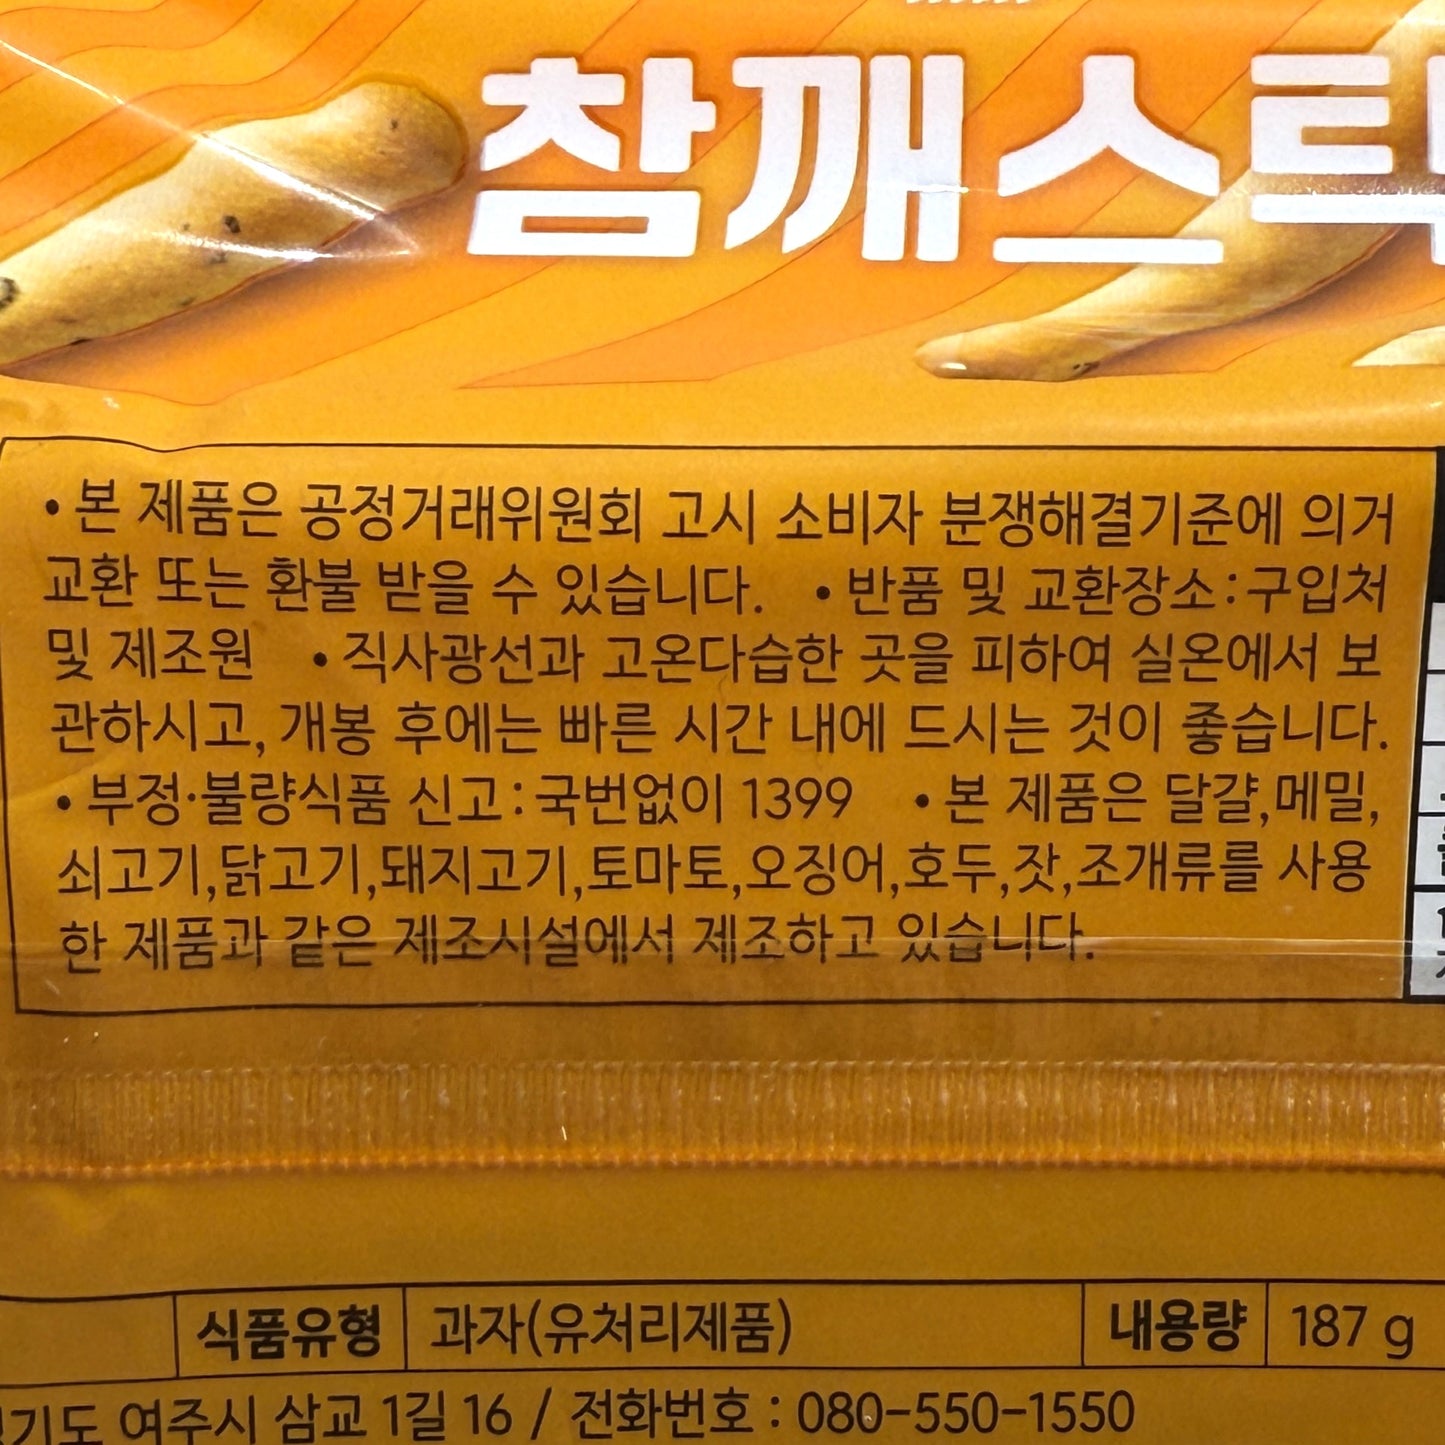 참깨스틱
• 본 제품은 공정거래위원회 고시 소비자 분쟁해결기준에 의거
교환 또는 환불 받을 수 있습니다. • 반품 및 교환장소:구입처
및 제조원 • 직사광선과 고온다습한 곳을 피하여 실온에서 보
관하시고, 개봉 후에는 빠른 시간 내에 드시는 것이 좋습니다.
• 부정·불량식품 신고:국번없이 1399 • 본 제품은 달걀,메밀,
쇠고기,닭고기,돼지고기,토마토,오징어,호두,잣,조개류를 사용
한 제품과 같은 제조시설에서 제조하고 있습니다.
식품유형 과자(유처리제품) 내용량 187 g
기도 여주시 삼교 1길 16 / 전화번호 : 080-550-1550